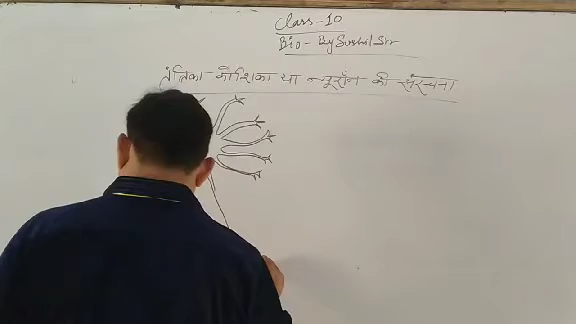 Class-10
Bio- By Sushil Sir
तंत्रिका कोशिका या न्यूरॉन की संरचना